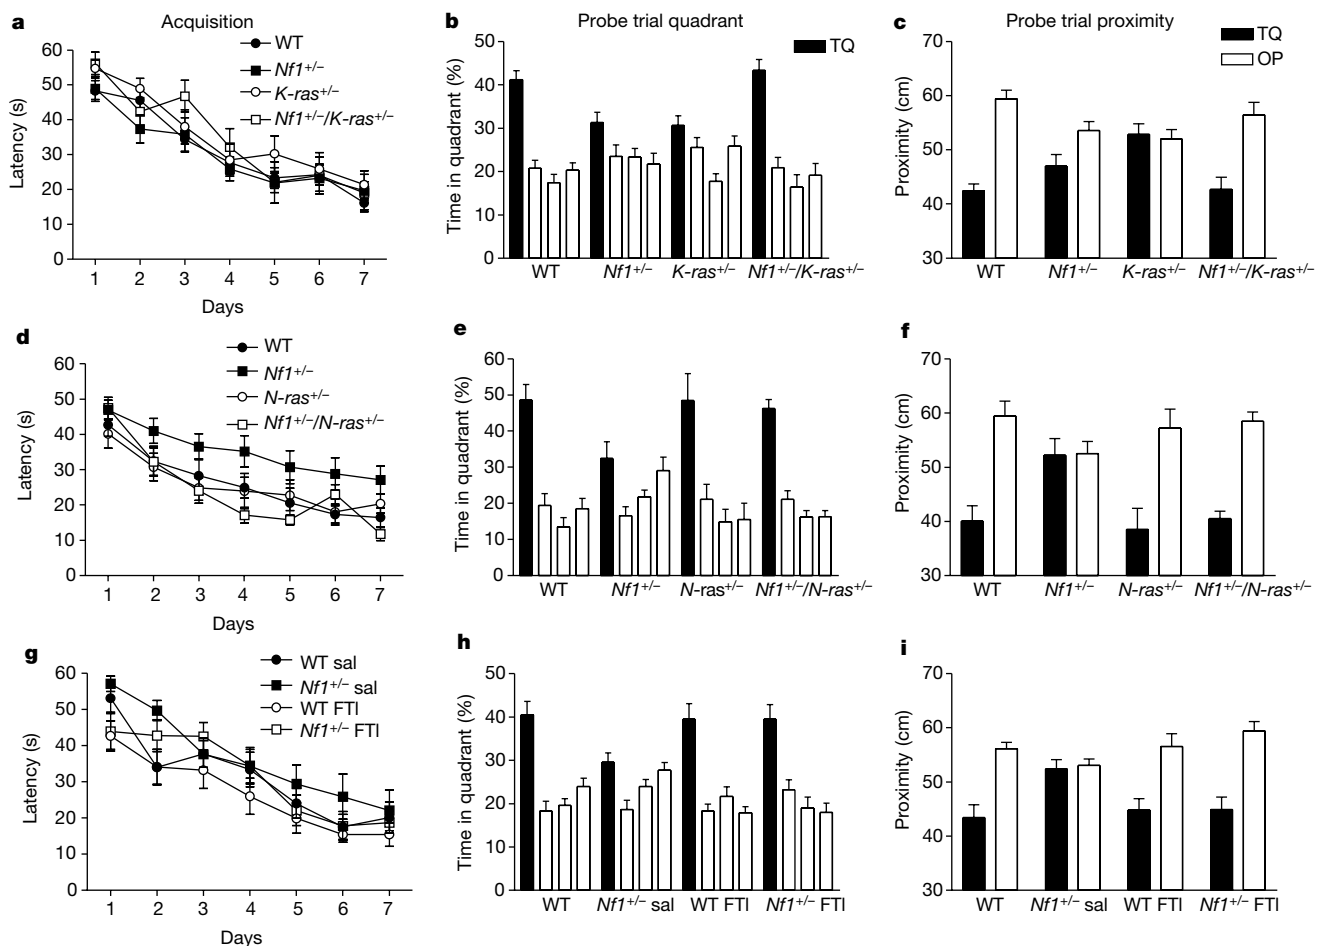 a
Acquisition
60
50
40
30
20
10
0
Latency (s)
WT
Nf1+/–
K-ras+/–
Nf1+/–/K-ras+/–
1 2 3 4 5 6 7
Days
b
Probe trial quadrant
50
40
30
20
10
0
Time in quadrant (%)
TQ
WT Nf1+/– K-ras+/– Nf1+/–/K-ras+/–
c
Probe trial proximity
70
60
50
40
30
Proximity (cm)
TQ
OP
WT Nf1+/– K-ras+/– Nf1+/–/K-ras+/–
d
60
50
40
30
20
10
0
Latency (s)
WT
Nf1+/–
N-ras+/–
Nf1+/–/N-ras+/–
1 2 3 4 5 6 7
Days
e
60
50
40
30
20
10
0
Time in quadrant (%)
WT Nf1+/– N-ras+/– Nf1+/–/N-ras+/–
f
70
60
50
40
30
Proximity (cm)
WT Nf1+/– N-ras+/– Nf1+/–/N-ras+/–
g
60
50
40
30
20
10
0
Latency (s)
WT sal
Nf1+/– sal
WT FTI
Nf1+/– FTI
1 2 3 4 5 6 7
Days
h
50
40
30
20
10
0
Time in quadrant (%)
WT Nf1+/– sal WT FTI Nf1+/– FTI
i
70
60
50
40
30
Proximity (cm)
WT Nf1+/– sal WT FTI Nf1+/– FTI